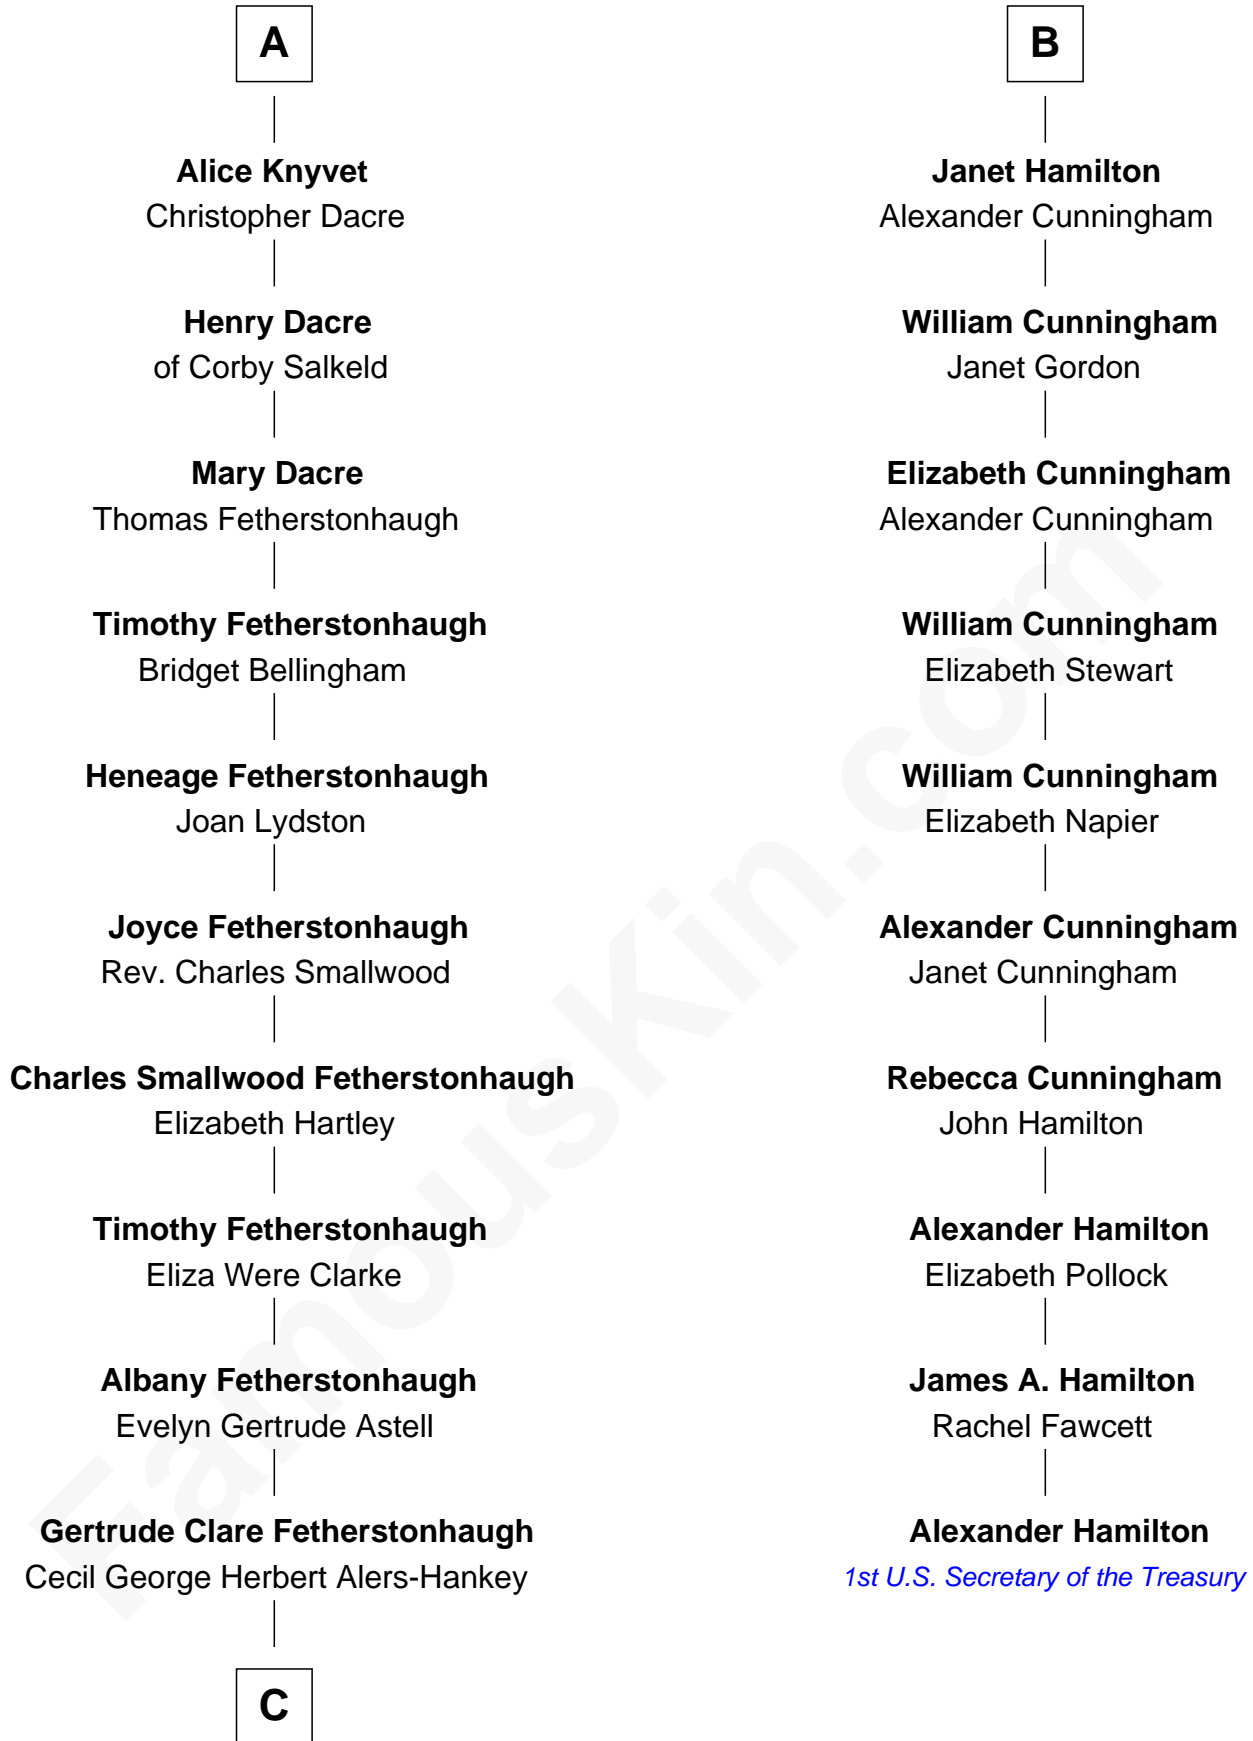 A
Alice Knyvet
Christopher Dacre
Henry Dacre
of Corby Salkeld
Mary Dacre
Thomas Fetherstonhaugh
Timothy Fetherstonhaugh
Bridget Bellingham
Heneage Fetherstonhaugh
Joan Lydston
Joyce Fetherstonhaugh
Rev. Charles Smallwood
Charles Smallwood Fetherstonhaugh
Elizabeth Hartley
Timothy Fetherstonhaugh
Eliza Were Clarke
Albany Fetherstonhaugh
Evelyn Gertrude Astell
Gertrude Clare Fetherstonhaugh
Cecil George Herbert Alers-Hankey
C
B
Janet Hamilton
Alexander Cunningham
William Cunningham
Janet Gordon
Elizabeth Cunningham
Alexander Cunningham
William Cunningham
Elizabeth Stewart
William Cunningham
Elizabeth Napier
Alexander Cunningham
Janet Cunningham
Rebecca Cunningham
John Hamilton
Alexander Hamilton
Elizabeth Pollock
James A. Hamilton
Rachel Fawcett
Alexander Hamilton
1st U.S. Secretary of the Treasury
FamousKin.com